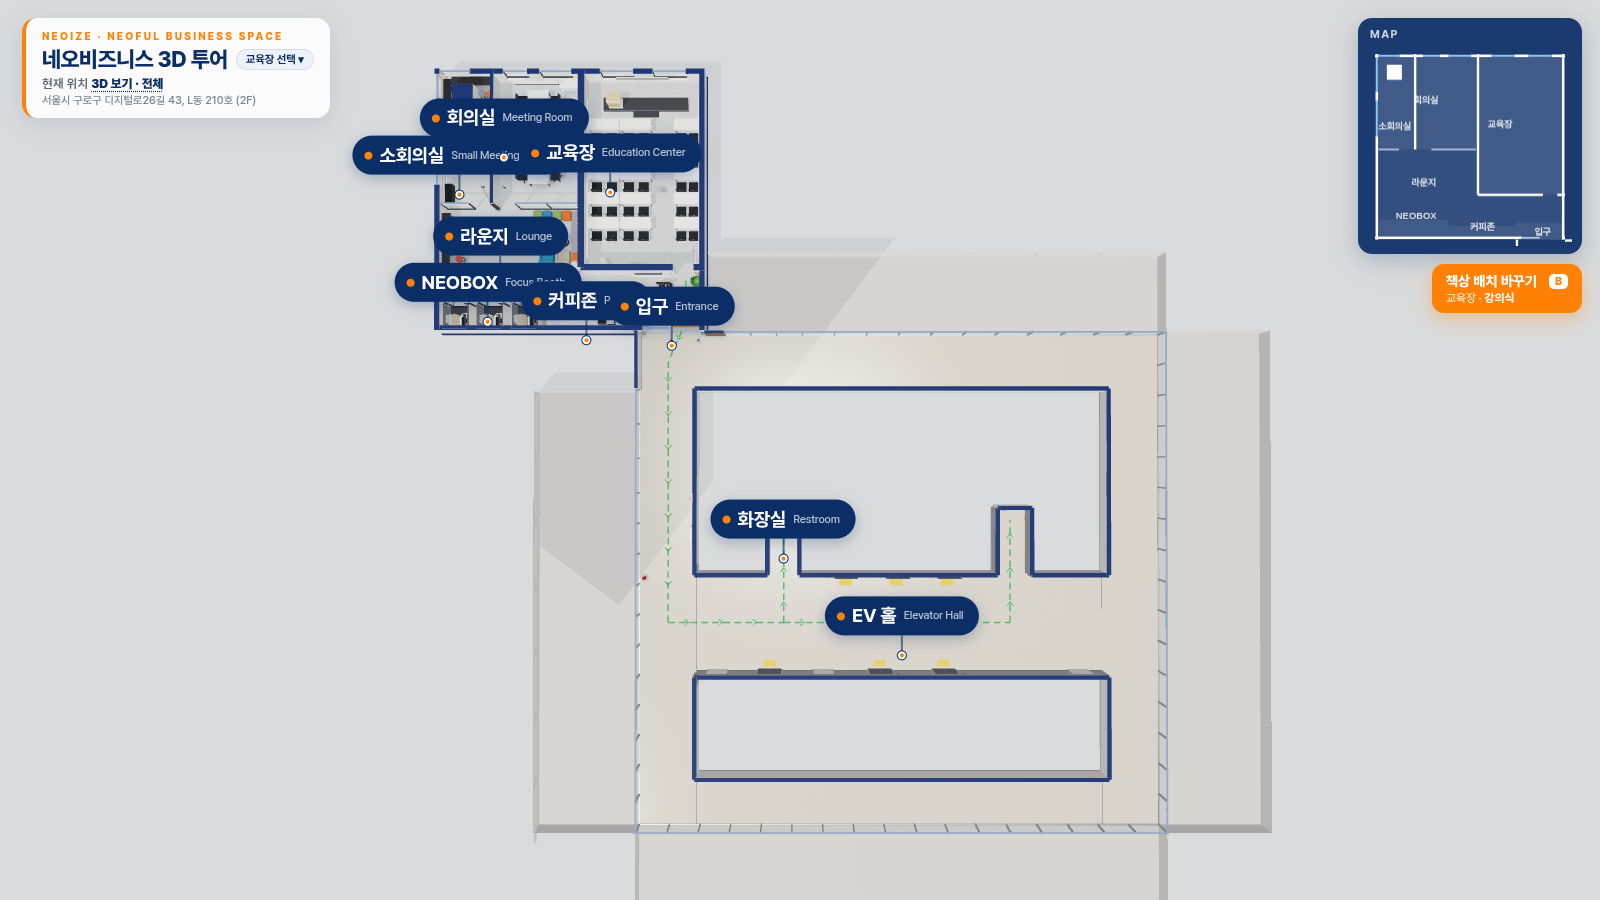 NEOIZE · NEOFUL BUSINESS SPACE
네오비즈니스 3D 투어
교육장 선택 ▾
현재 위치 3D 보기 · 전체
서울시 구로구 디지털로26길 43, L동 210호 (2F)
회의실 Meeting Room
소회의실 Small Meeting
교육장 Education Center
라운지 Lounge
NEOBOX Focus Booth
커피존 P
입구 Entrance
화장실 Restroom
EV 홀 Elevator Hall
MAP
회의실
소회의실
교육장
라운지
NEOBOX
커피존
입구
책상 배치 바꾸기 B
교육장 · 강의식